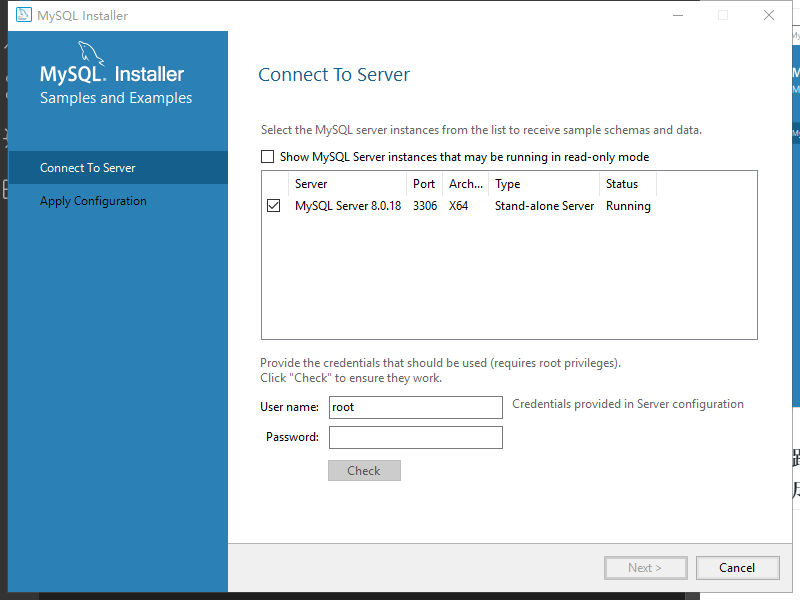 MySQL Installer
MySQL. Installer
Samples and Examples
Connect To Server
Apply Configuration
Connect To Server
Select the MySQL server instances from the list to receive sample schemas and data.
Show MySQL Server instances that may be running in read-only mode
Server Port Arch... Type Status
MySQL Server 8.0.18 3306 X64 Stand-alone Server Running
Provide the credentials that should be used (requires root privileges).
Click "Check" to ensure they work.
User name: root Credentials provided in Server configuration
Password:
Check
Next > Cancel